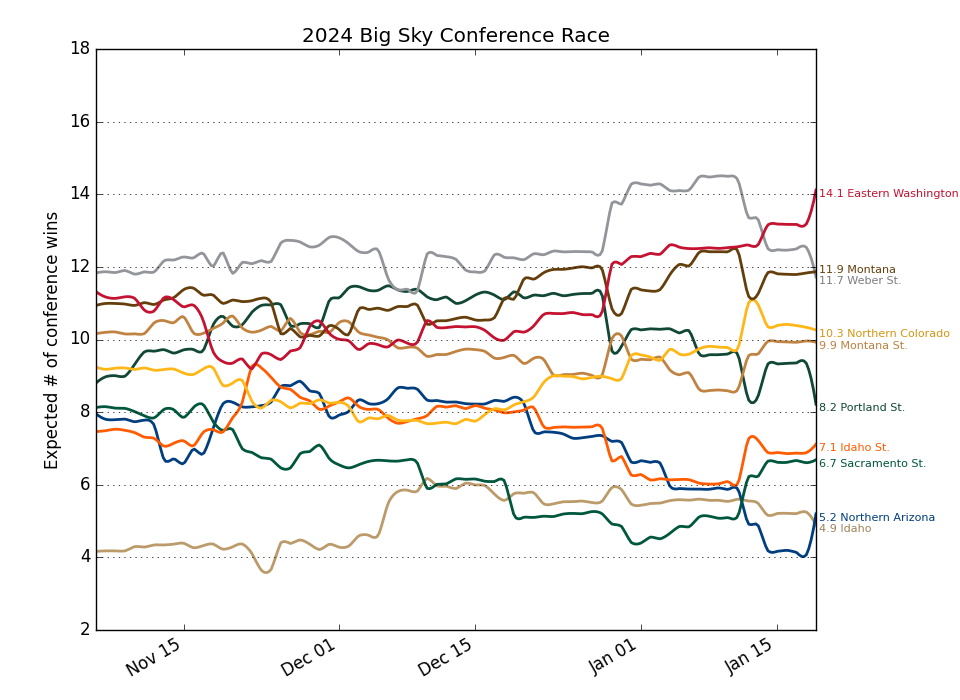 2024 Big Sky Conference Race
Expected # of conference wins
18
16
14
12
10
8
6
4
2
Nov 15
Dec 01
Dec 15
Jan 01
Jan 15
14.1 Eastern Washington
11.9 Montana
11.7 Weber St.
10.3 Northern Colorado
9.9 Montana St.
8.2 Portland St.
7.1 Idaho St.
6.7 Sacramento St.
5.2 Northern Arizona
4.9 Idaho